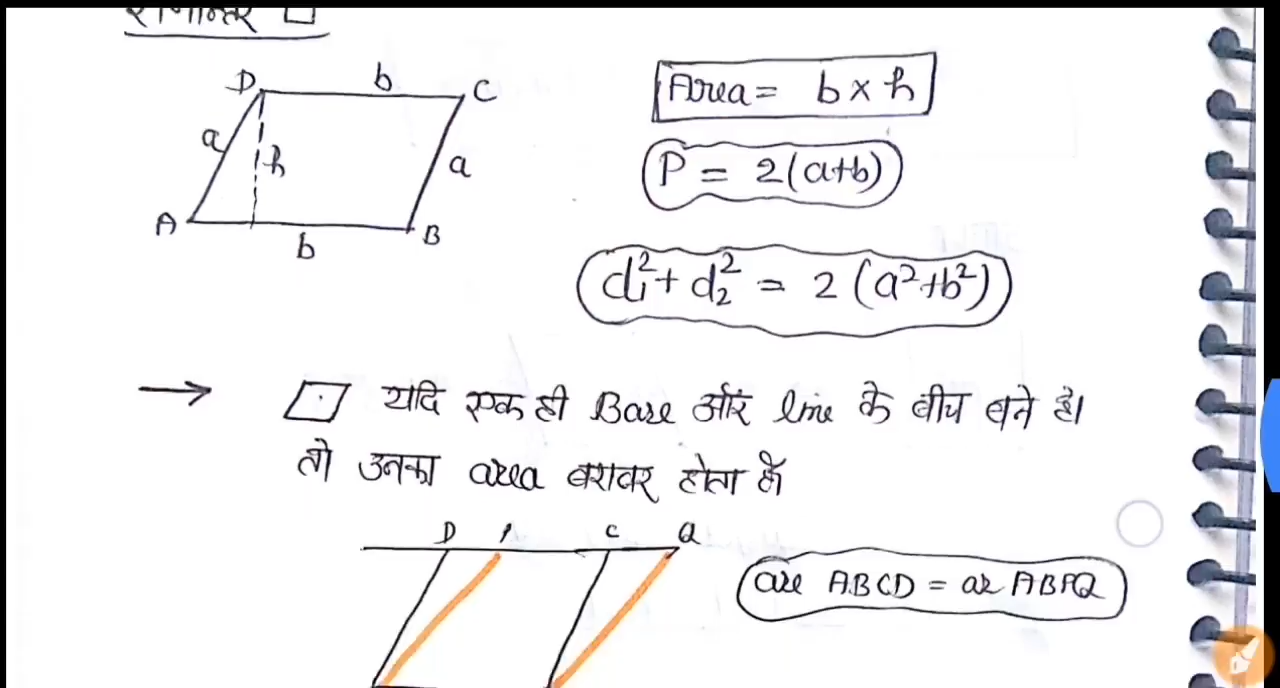 D b C
a h a
A b B
Area = b × h
P = 2(a+b)
d₁² + d₂² = 2 (a²+b²)
→ ▱ यदि एक ही Base और line के बीच बने है।
तो उनका area बराबर होता है
D C Q
are ABCD = ar ABPQ